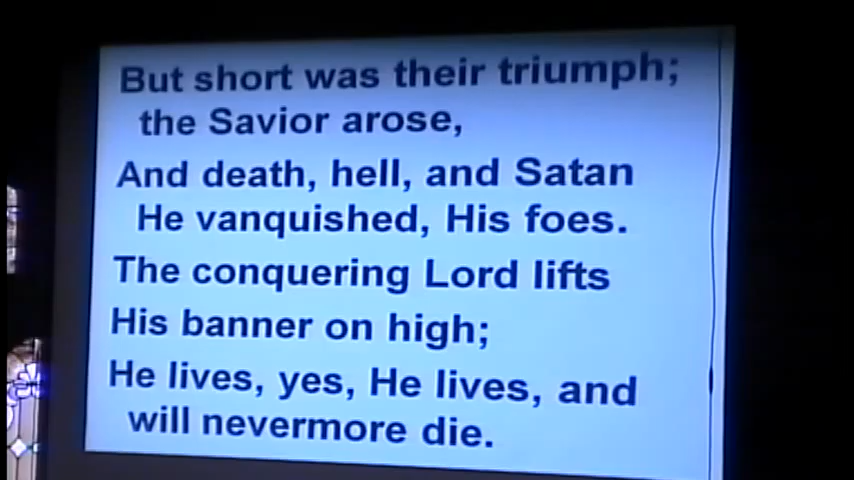 But short was their triumph;
the Savior arose,
And death, hell, and Satan
He vanquished, His foes.
The conquering Lord lifts
His banner on high;
He lives, yes, He lives, and
will nevermore die.